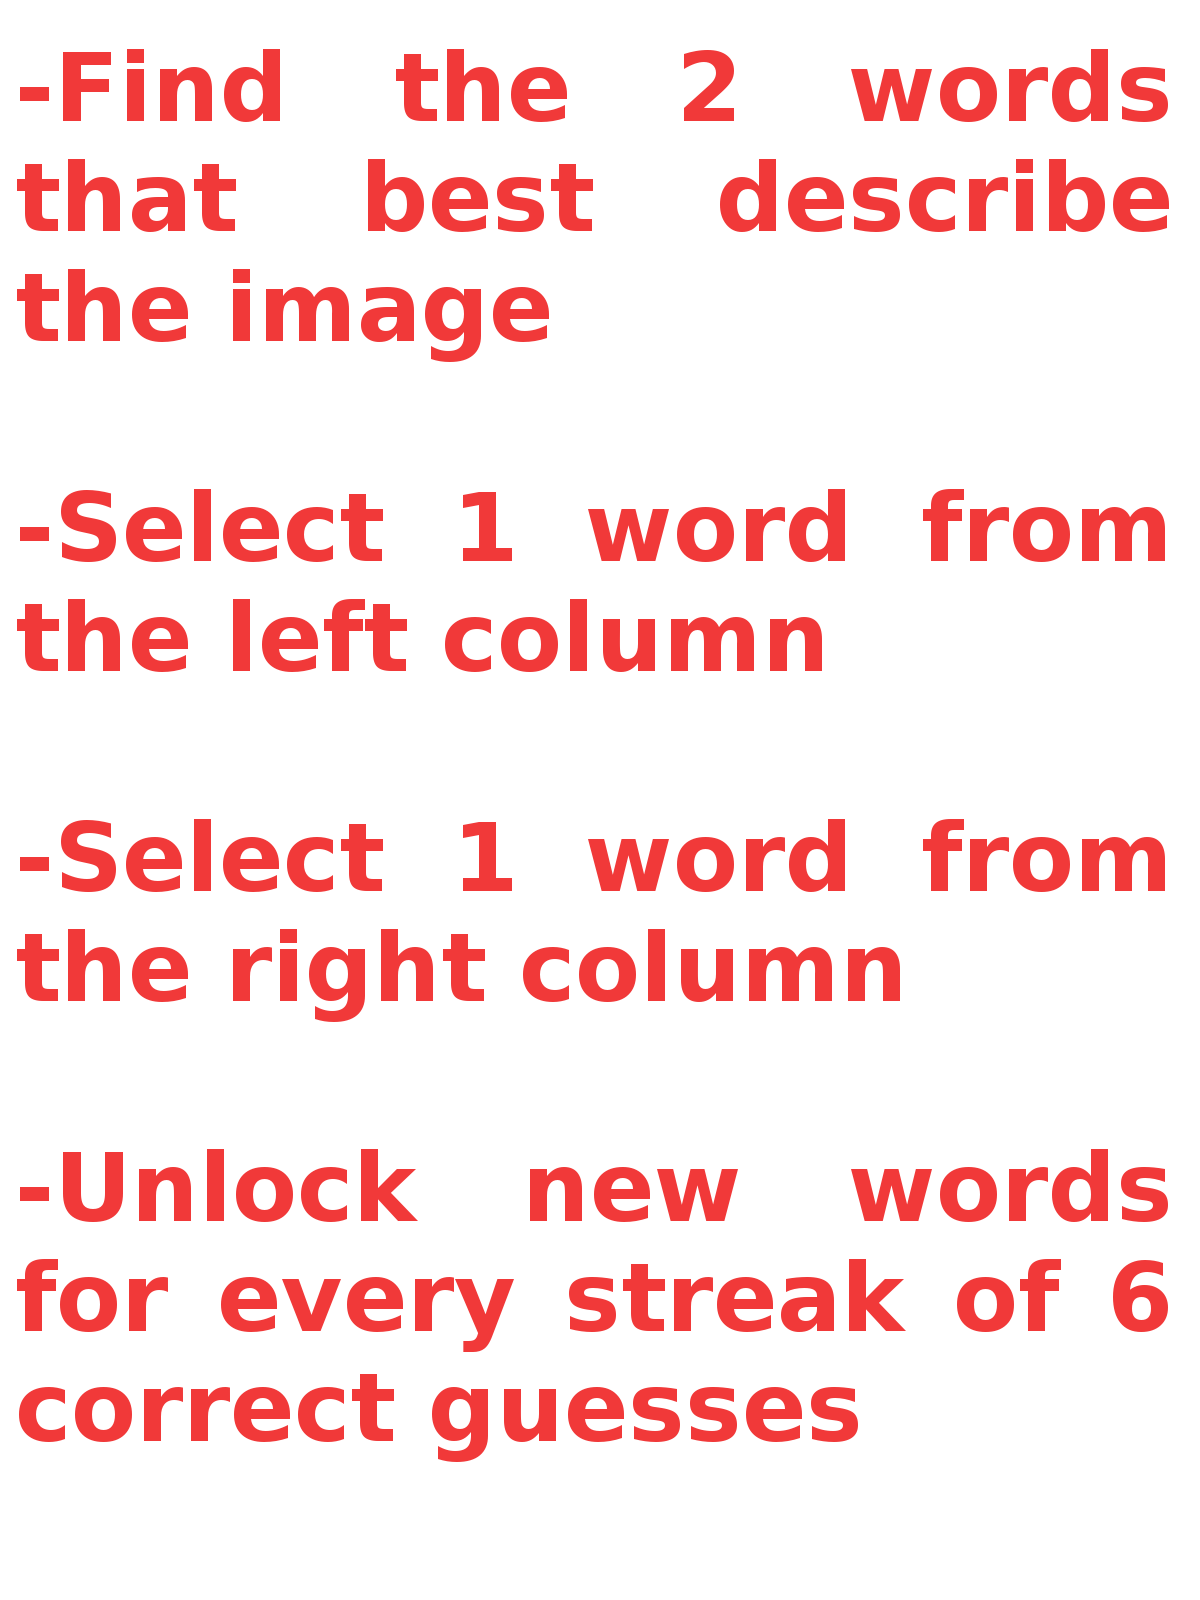 -Find the 2 words
that best describe
the image
-Select 1 word from
the left column
-Select 1 word from
the right column
-Unlock new words
for every streak of 6
correct guesses